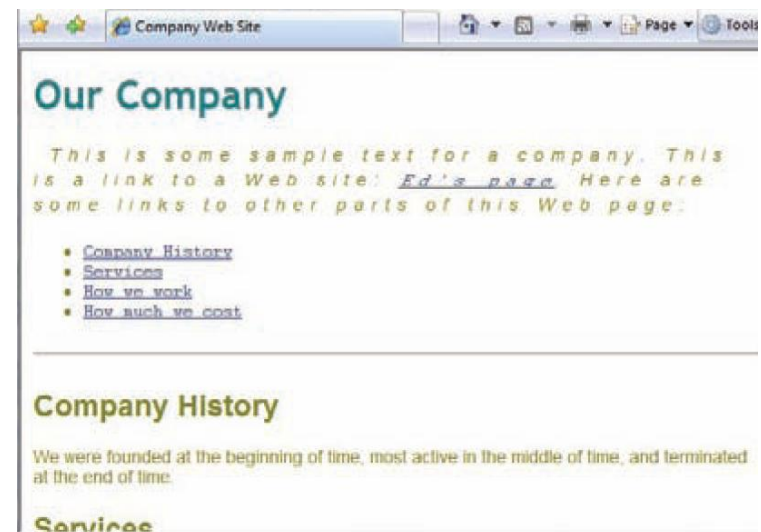 Company Web Site
Page
Tools
Our Company
This is some sample text for a company. This
is a link to a Web site: Ed's page. Here are
some links to other parts of this Web page:
Company History
Services
How we work
How much we cost
Company History
We were founded at the beginning of time, most active in the middle of time, and terminated
at the end of time.
Services